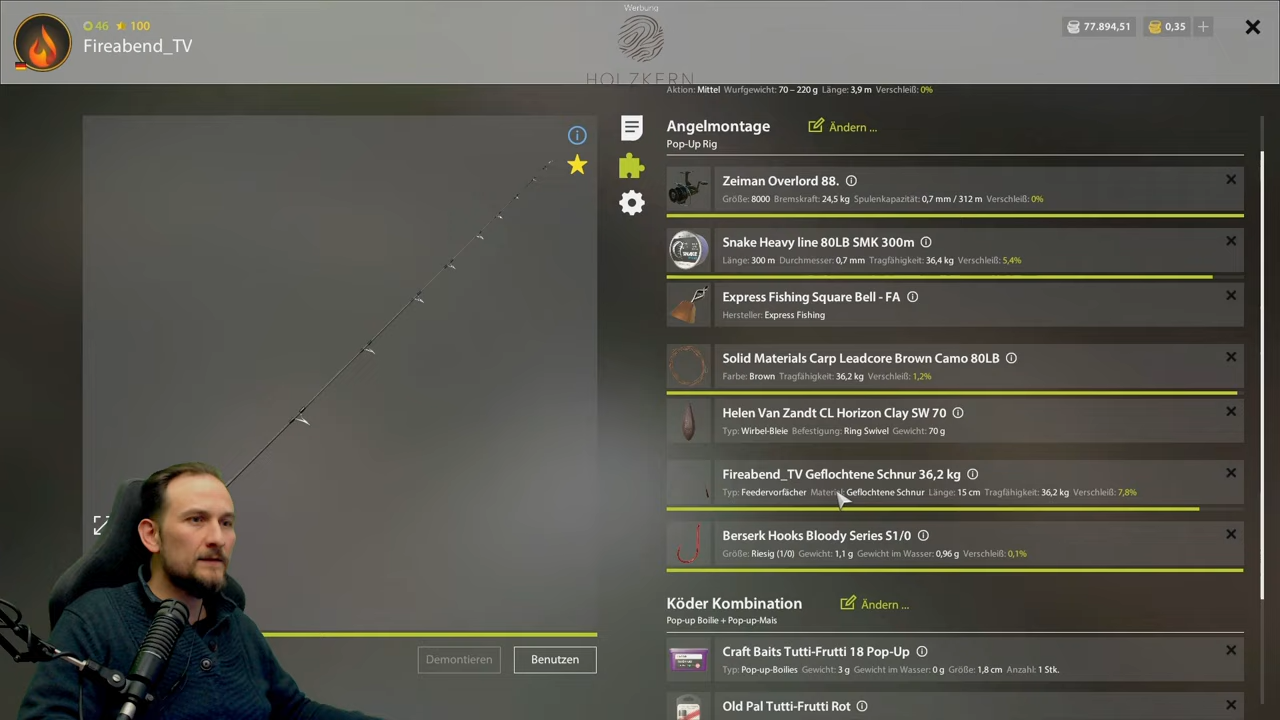 Werbung
46 100
Fireabend_TV
HOLZKERN
77.894,51
0,35
Aktion: Mittel Wurfgewicht: 70 – 220 g Länge: 3,9 m Verschleiß: 0%
Angelmontage
Ändern ...
Pop-Up Rig
Zeiman Overlord 88.
Größe: 8000 Bremskraft: 24,5 kg Spulenkapazität: 0,7 mm / 312 m Verschleiß: 0%
Snake Heavy line 80LB SMK 300m
Länge: 300 m Durchmesser: 0,7 mm Tragfähigkeit: 36,4 kg Verschleiß: 5,4%
Express Fishing Square Bell - FA
Hersteller: Express Fishing
Solid Materials Carp Leadcore Brown Camo 80LB
Farbe: Brown Tragfähigkeit: 36,2 kg Verschleiß: 1,2%
Helen Van Zandt CL Horizon Clay SW 70
Typ: Wirbel-Bleie Befestigung: Ring Swivel Gewicht: 70 g
Fireabend_TV Geflochtene Schnur 36,2 kg
Typ: Feedervorfächer Material: Geflochtene Schnur Länge: 15 cm Tragfähigkeit: 36,2 kg Verschleiß: 7,8%
Berserk Hooks Bloody Series S1/0
Größe: Riesig (1/0) Gewicht: 1,1 g Gewicht im Wasser: 0,96 g Verschleiß: 0,1%
Köder Kombination
Ändern ...
Pop-up Boilie + Pop-up-Mais
Craft Baits Tutti-Frutti 18 Pop-Up
Typ: Pop-up-Boilies Gewicht: 3 g Gewicht im Wasser: 0 g Größe: 1,8 cm Anzahl: 1 Stk.
Old Pal Tutti-Frutti Rot
Demontieren
Benutzen